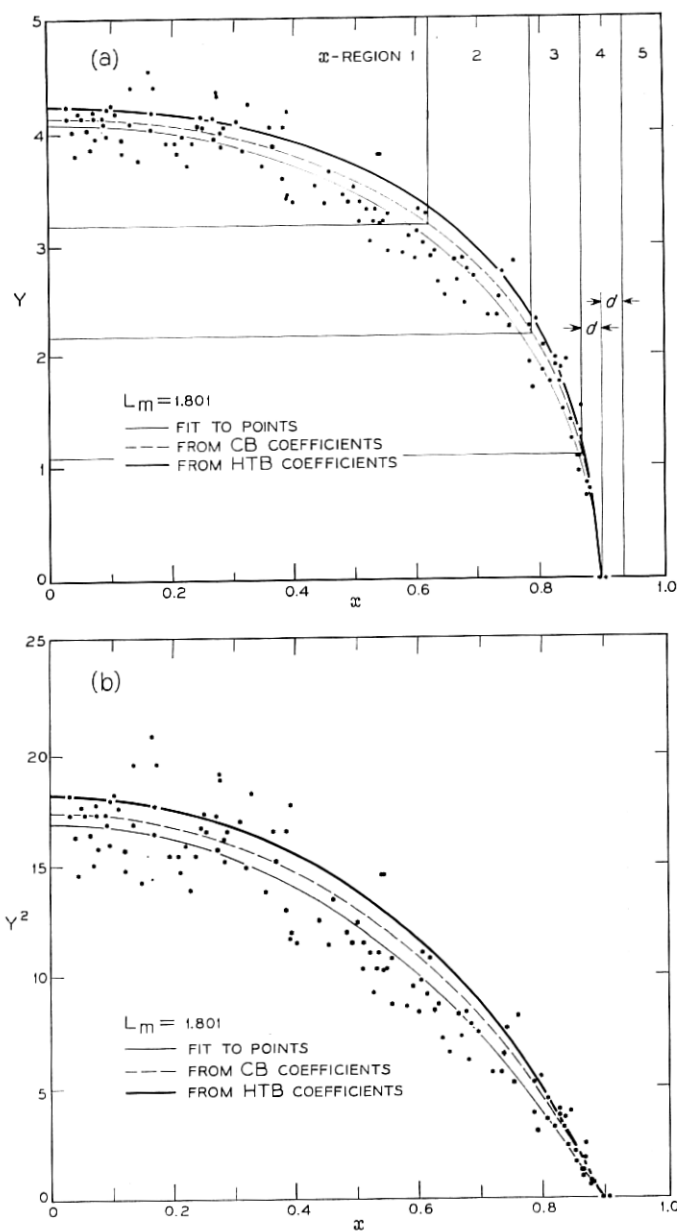 (a)
x-REGION 1 2 3 4 5
5
4
3
2
1
0
Y
d
d
L_m=1.801
FIT TO POINTS
FROM CB COEFFICIENTS
FROM HTB COEFFICIENTS
0 0.2 0.4 0.6 0.8 1.0
x
(b)
25
20
15
10
5
0
Y²
L_m = 1.801
FIT TO POINTS
FROM CB COEFFICIENTS
FROM HTB COEFFICIENTS
0 0.2 0.4 0.6 0.8 1.0
x